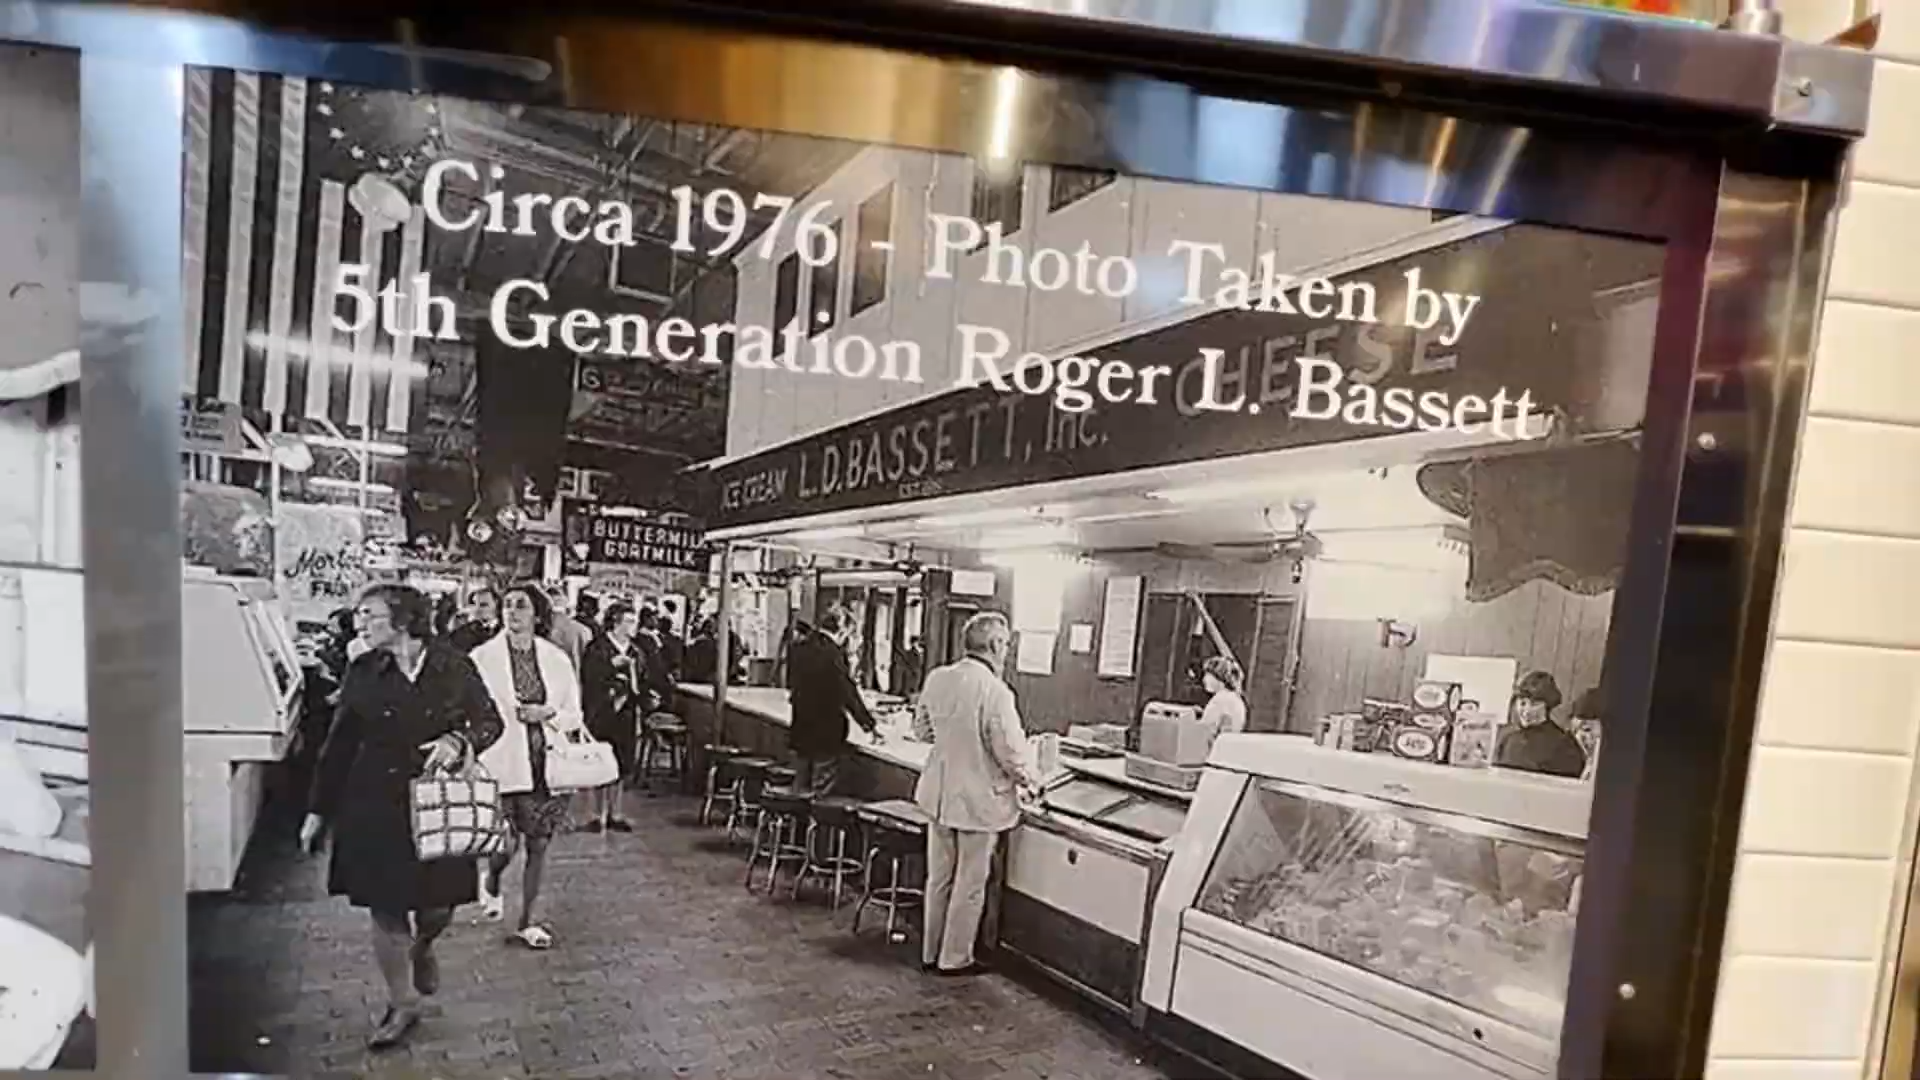 Circa 1976 - Photo Taken by
5th Generation Roger L. Bassett
CHEESE
ICE CREAM L.D.BASSETT, Inc.
BUTTERMILK
GOATMILK